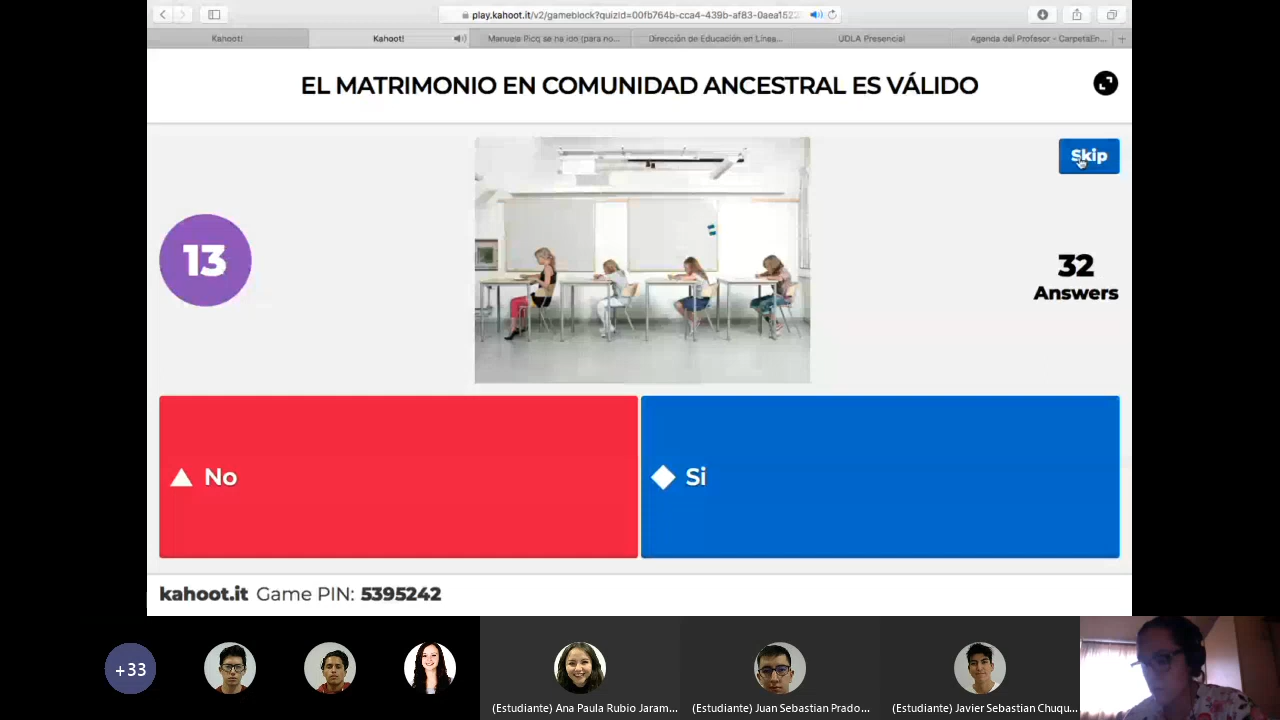 play.kahoot.it/v2/gameblock?quizid=00fb764b-cca4-439b-af83-0aea152
Kahoot!
Kahoot!
Manuela Picq se ha ido (para no...
Dirección de Educación en Línea...
UDLA Presencial
Agenda del Profesor - CarpetaEn...
EL MATRIMONIO EN COMUNIDAD ANCESTRAL ES VÁLIDO
Skip
13
32
Answers
No
Si
kahoot.it Game PIN: 5395242
+33
(Estudiante) Ana Paula Rubio Jaram...
(Estudiante) Juan Sebastian Prado...
(Estudiante) Javier Sebastian Chuqu...